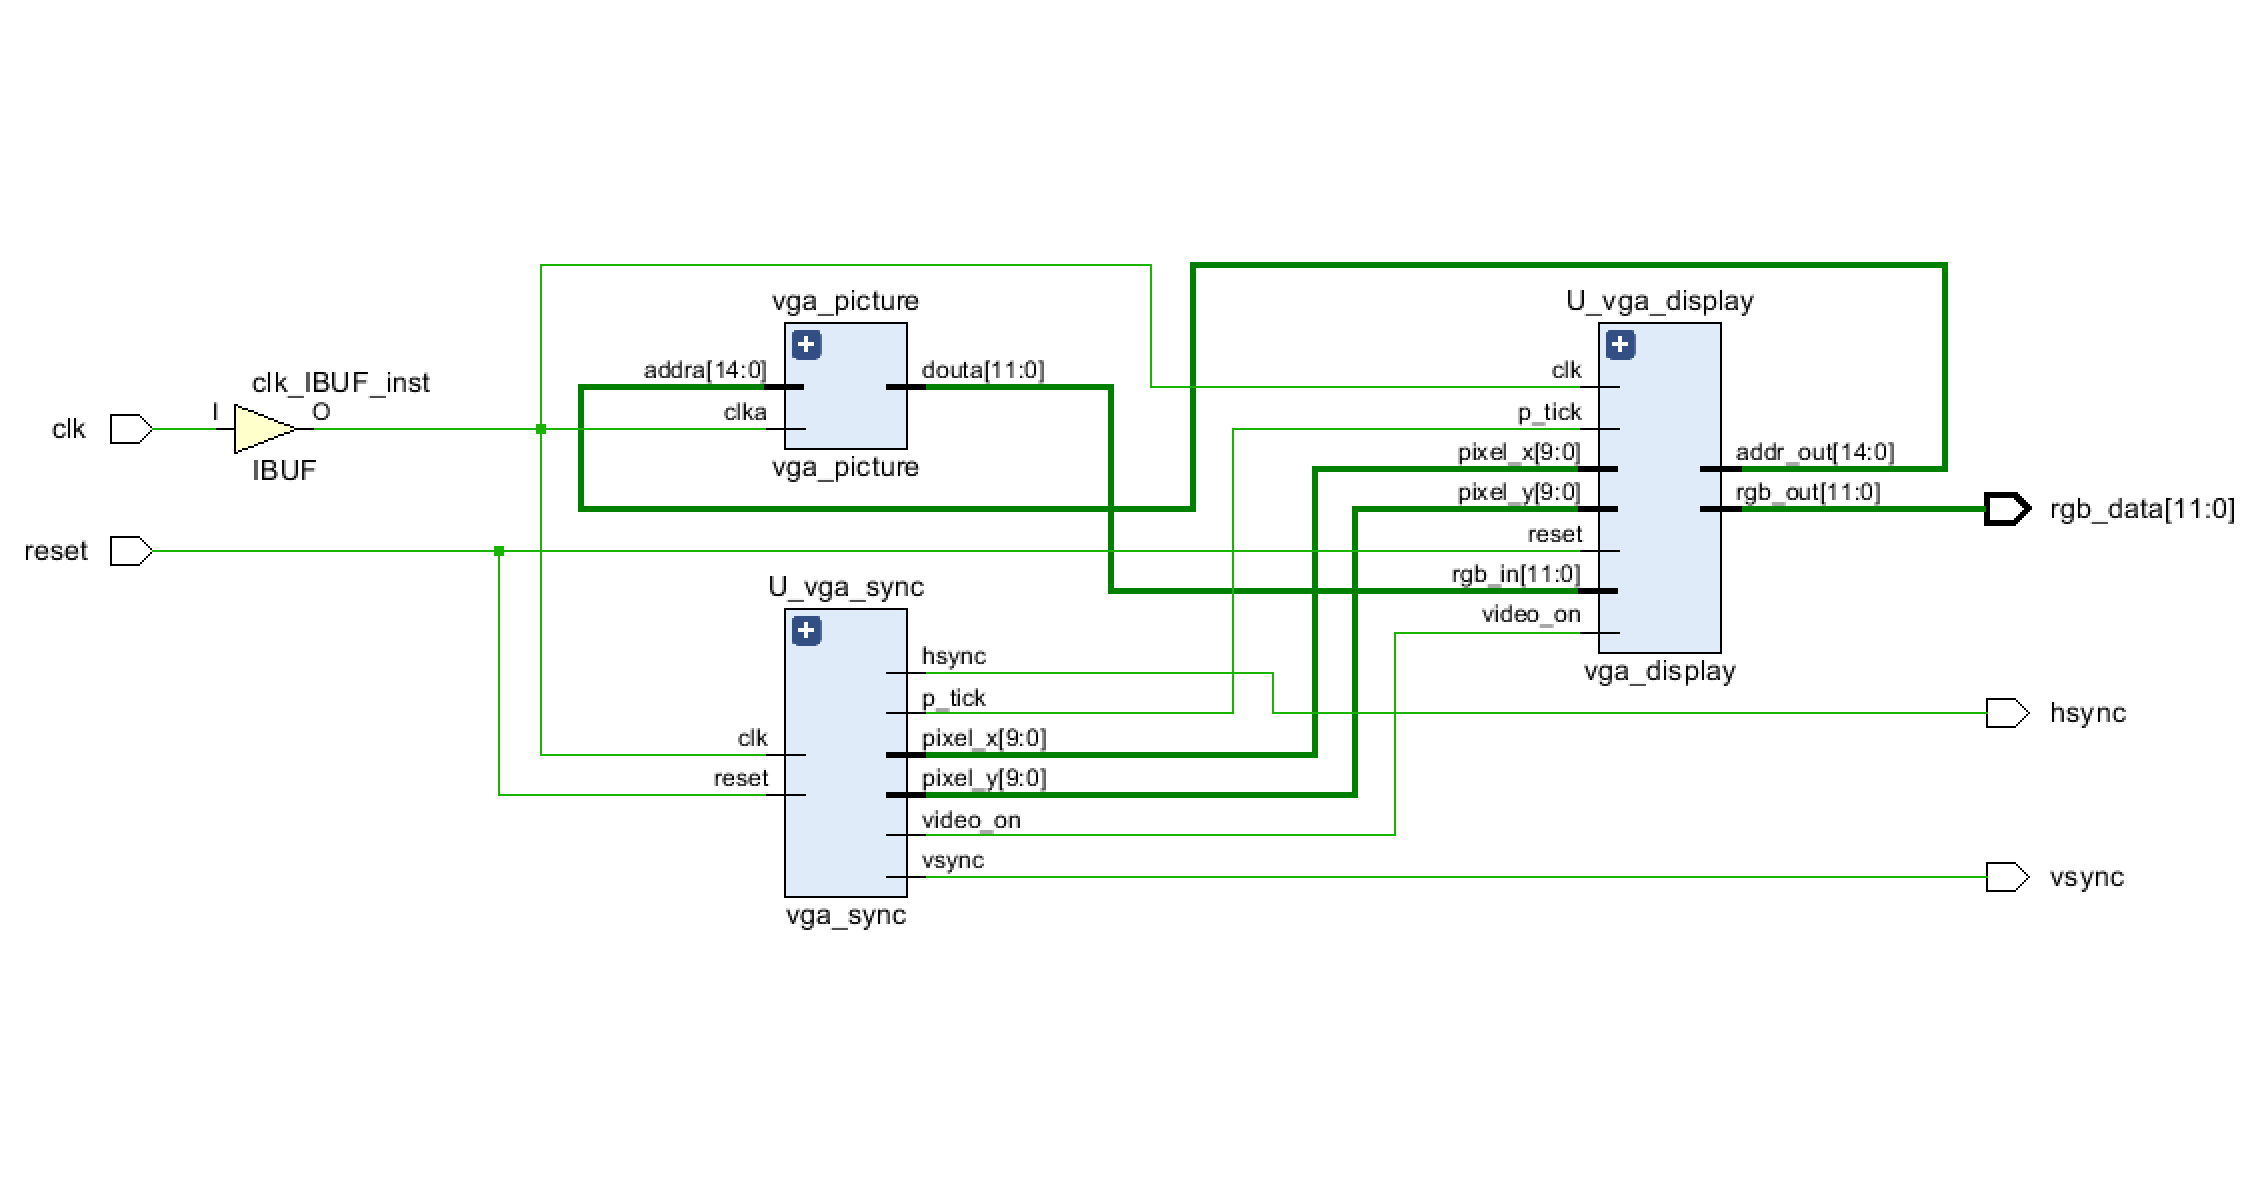 clk
clk_IBUF_inst
I
O
IBUF
reset
vga_picture
addra[14:0]
clka
douta[11:0]
vga_picture
U_vga_sync
clk
reset
hsync
p_tick
pixel_x[9:0]
pixel_y[9:0]
video_on
vsync
vga_sync
U_vga_display
clk
p_tick
pixel_x[9:0]
pixel_y[9:0]
reset
rgb_in[11:0]
video_on
addr_out[14:0]
rgb_out[11:0]
vga_display
rgb_data[11:0]
hsync
vsync